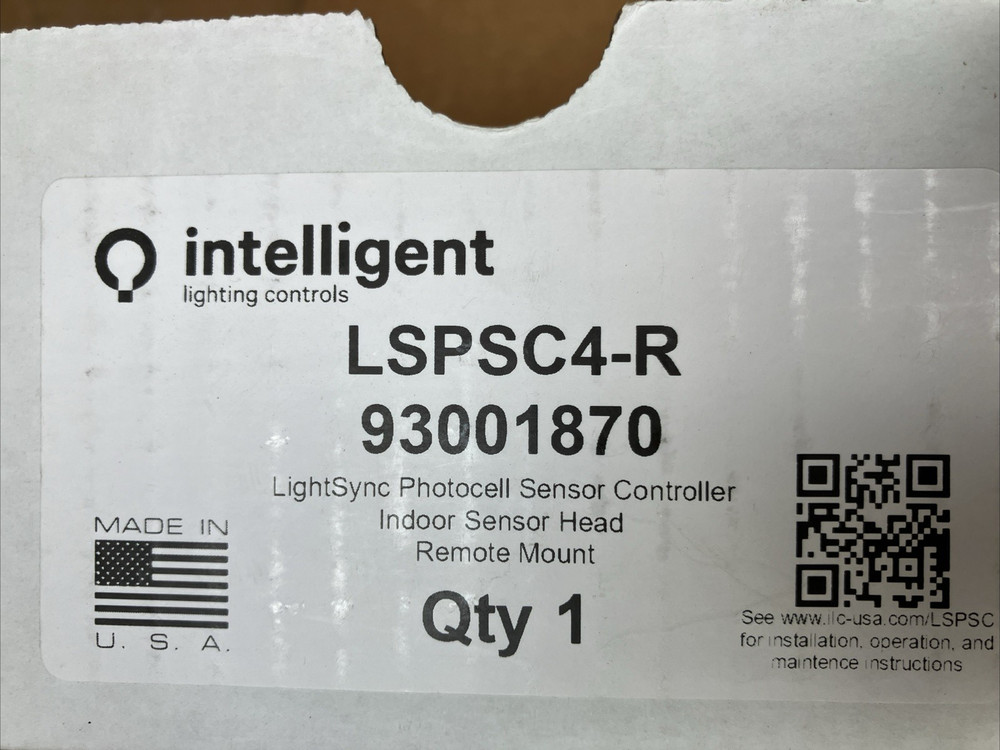 intelligent
lighting controls
LSPSC4-R
93001870
LightSync Photocell Sensor Controller
Indoor Sensor Head
Remote Mount
Qty 1
MADE IN
U. S. A.
See www.ilc-usa.com/LSPSC
for installation, operation, and
maintence instructions